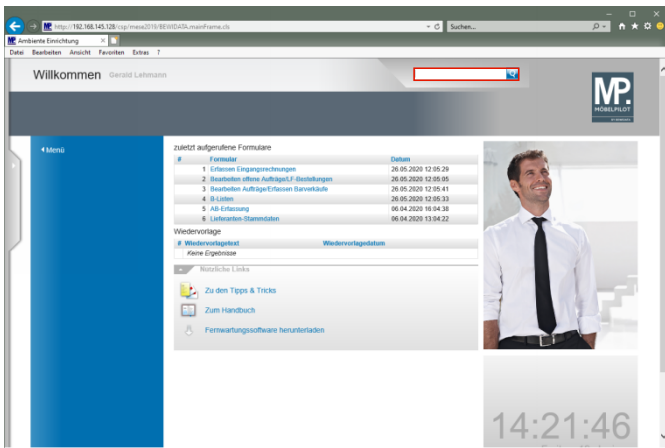 http://192.168.145.128/csp/mese2019/BEWIDATA.mainFrame.cls
Suchen...
MP Ambiente Einrichtung
Datei Bearbeiten Ansicht Favoriten Extras ?
Willkommen Gerald Lehmann
MP.
MÖBELPILOT
Menü
zuletzt aufgerufene Formulare
# Formular Datum
1 Erfassen Eingangsrechnungen 26.05.2020 12:05:29
2 Bearbeiten offene Aufträge/LF-Bestellungen 26.05.2020 12:05:05
3 Bearbeiten Aufträge/Erfassen Barverkäufe 26.05.2020 12:05:41
4 B-Listen 26.05.2020 12:05:33
5 AB-Erfassung 06.04.2020 16:04:38
6 Lieferanten-Stammdaten 06.04.2020 13:04:22
Wiedervorlage
# Wiedervorlagetext Wiedervorlagedatum
Keine Ergebnisse
Nützliche Links
Zu den Tipps & Tricks
Zum Handbuch
Fernwartungssoftware herunterladen
14:21:46